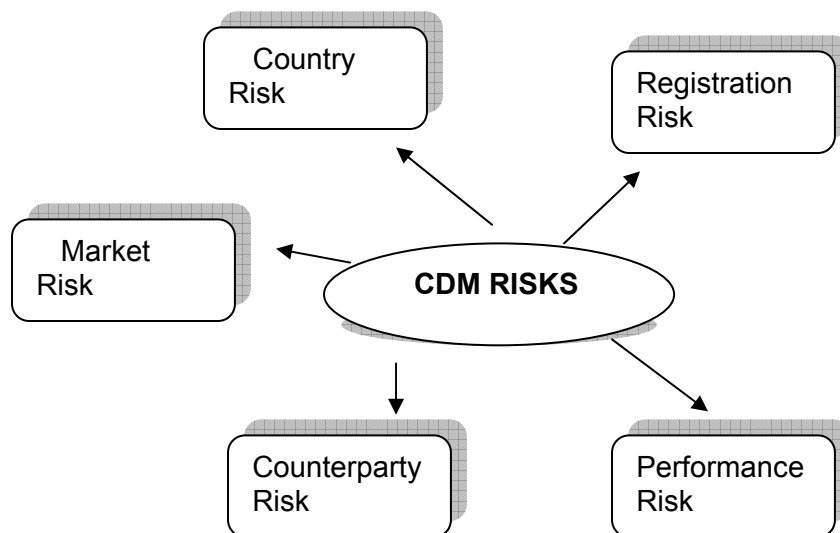 Country
Risk
Registration
Risk
Market
Risk
CDM RISKS
Counterparty
Risk
Performance
Risk